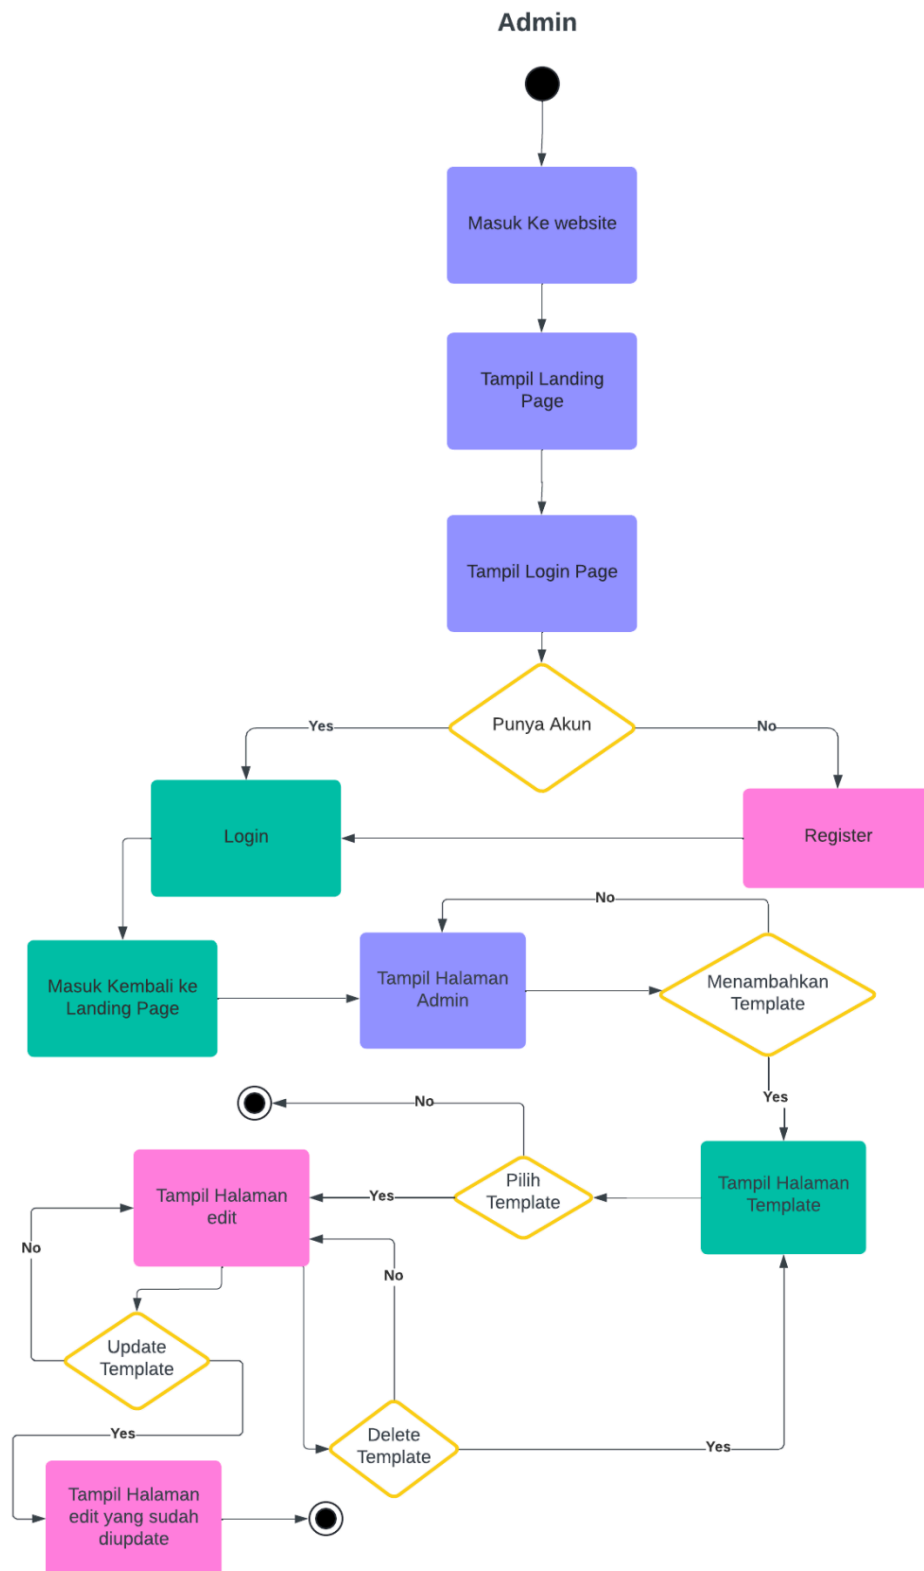 Admin
Masuk Ke website
Tampil Landing
Page
Tampil Login Page
Punya Akun
Yes
No
Login
Register
No
Masuk Kembali ke
Landing Page
Tampil Halaman
Admin
Menambahkan
Template
Yes
No
Tampil Halaman
edit
Yes
Pilih
Template
Tampil Halaman
Template
No
No
Update
Template
Yes
Delete
Template
Yes
Tampil Halaman
edit yang sudah
diupdate